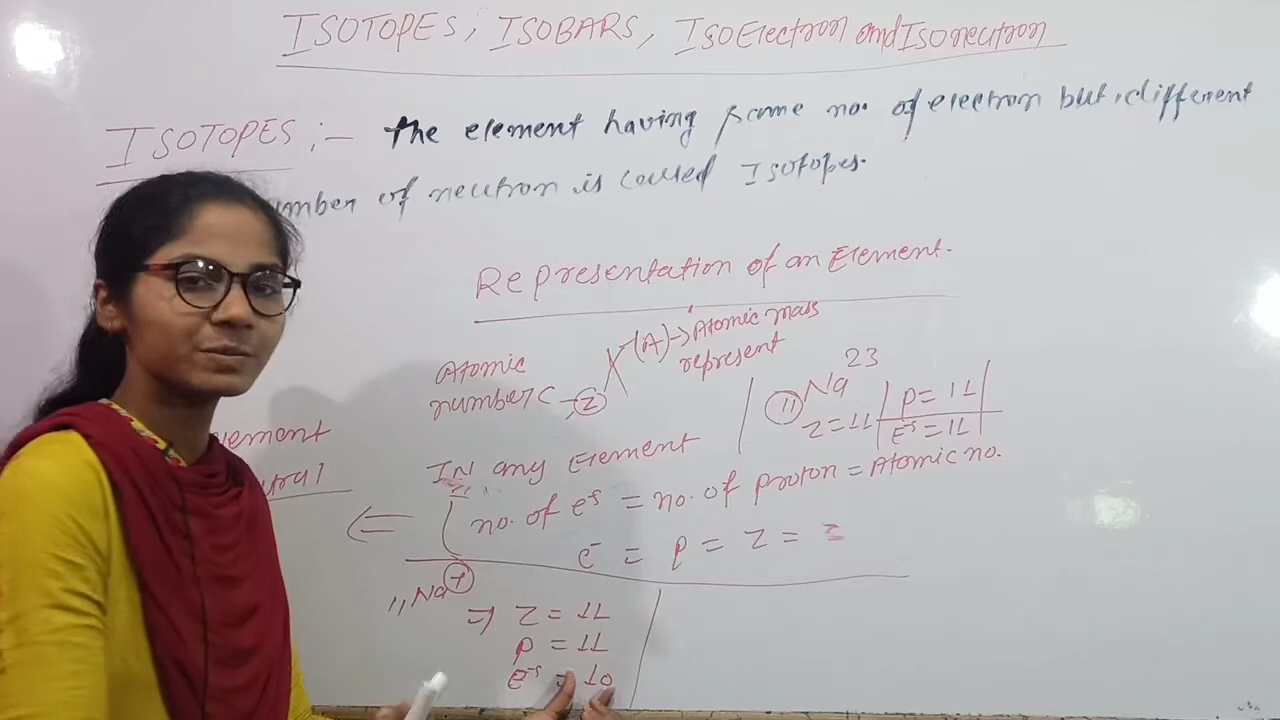 ISOTOPES, ISOBARS, IsoElectron and Isoneutron
ISOTOPES :- the element having same no. of electron but different
umber of neutron is called Isotopes.
Representation of an Element.
Atomic
number (Z)
X (A) -> Atomic mass
represent
11 Na 23
Z = 11
P = 11
e-s = 11
IN any Element
no. of e-s = no. of proton = Atomic no.
e- = p = Z =
11Na+
=> Z = 11
P = 11
e-s = 10